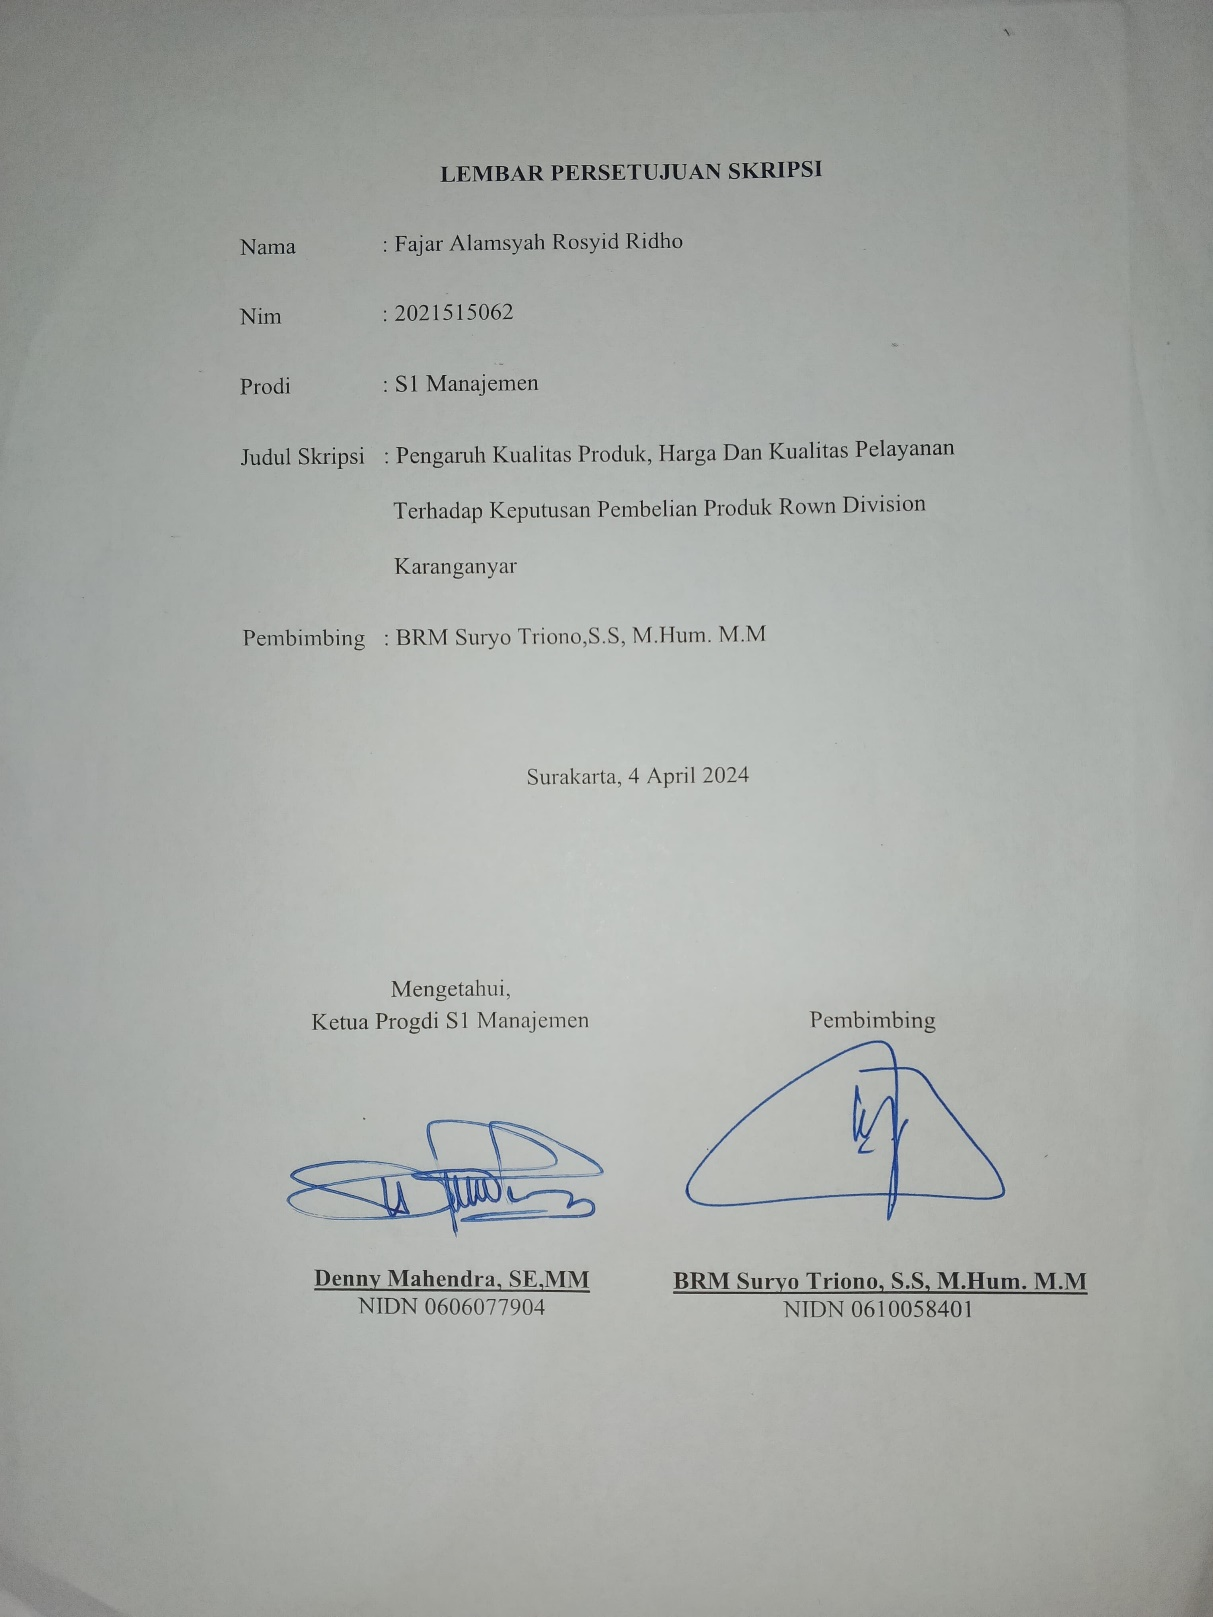 LEMBAR PERSETUJUAN SKRIPSI
Nama : Fajar Alamsyah Rosyid Ridho
Nim : 2021515062
Prodi : S1 Manajemen
Judul Skripsi : Pengaruh Kualitas Produk, Harga Dan Kualitas Pelayanan
Terhadap Keputusan Pembelian Produk Rown Division
Karanganyar
Pembimbing : BRM Suryo Triono,S.S, M.Hum. M.M
Surakarta, 4 April 2024
Mengetahui,
Ketua Progdi S1 Manajemen
Pembimbing
Denny Mahendra, SE,MM
NIDN 0606077904
BRM Suryo Triono, S.S, M.Hum. M.M
NIDN 0610058401